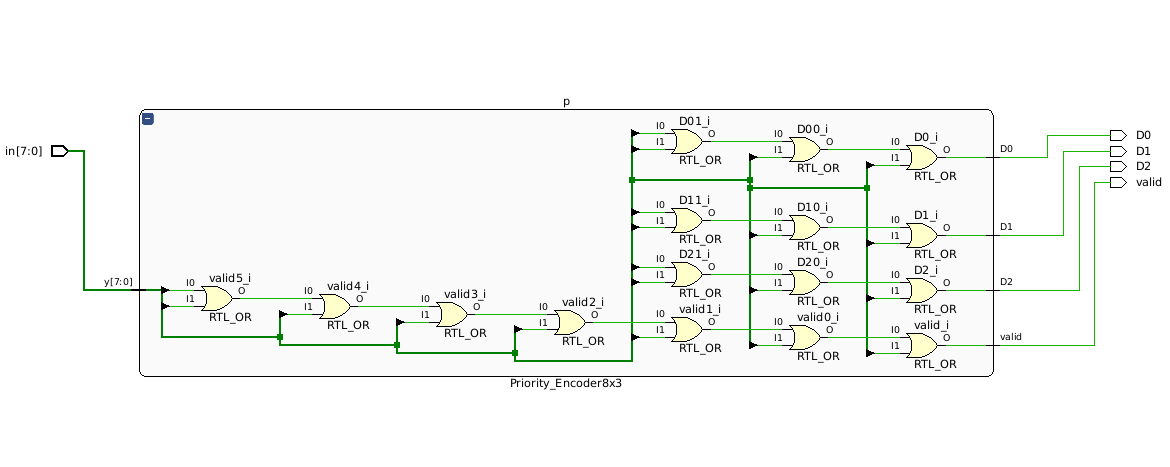 p
in[7:0]
y[7:0]
I0
I1
valid5_i
O
RTL_OR
I0
I1
valid4_i
O
RTL_OR
I0
I1
valid3_i
O
RTL_OR
I0
I1
valid2_i
O
RTL_OR
I0
I1
D01_i
O
RTL_OR
I0
I1
D00_i
O
RTL_OR
I0
I1
D0_i
O
RTL_OR
D0
I0
I1
D11_i
O
RTL_OR
I0
I1
D10_i
O
RTL_OR
I0
I1
D1_i
O
RTL_OR
D1
I0
I1
D21_i
O
RTL_OR
I0
I1
D20_i
O
RTL_OR
I0
I1
D2_i
O
RTL_OR
D2
I0
I1
valid1_i
O
RTL_OR
I0
I1
valid0_i
O
RTL_OR
I0
I1
valid_i
O
RTL_OR
valid
D0
D1
D2
valid
Priority_Encoder8x3